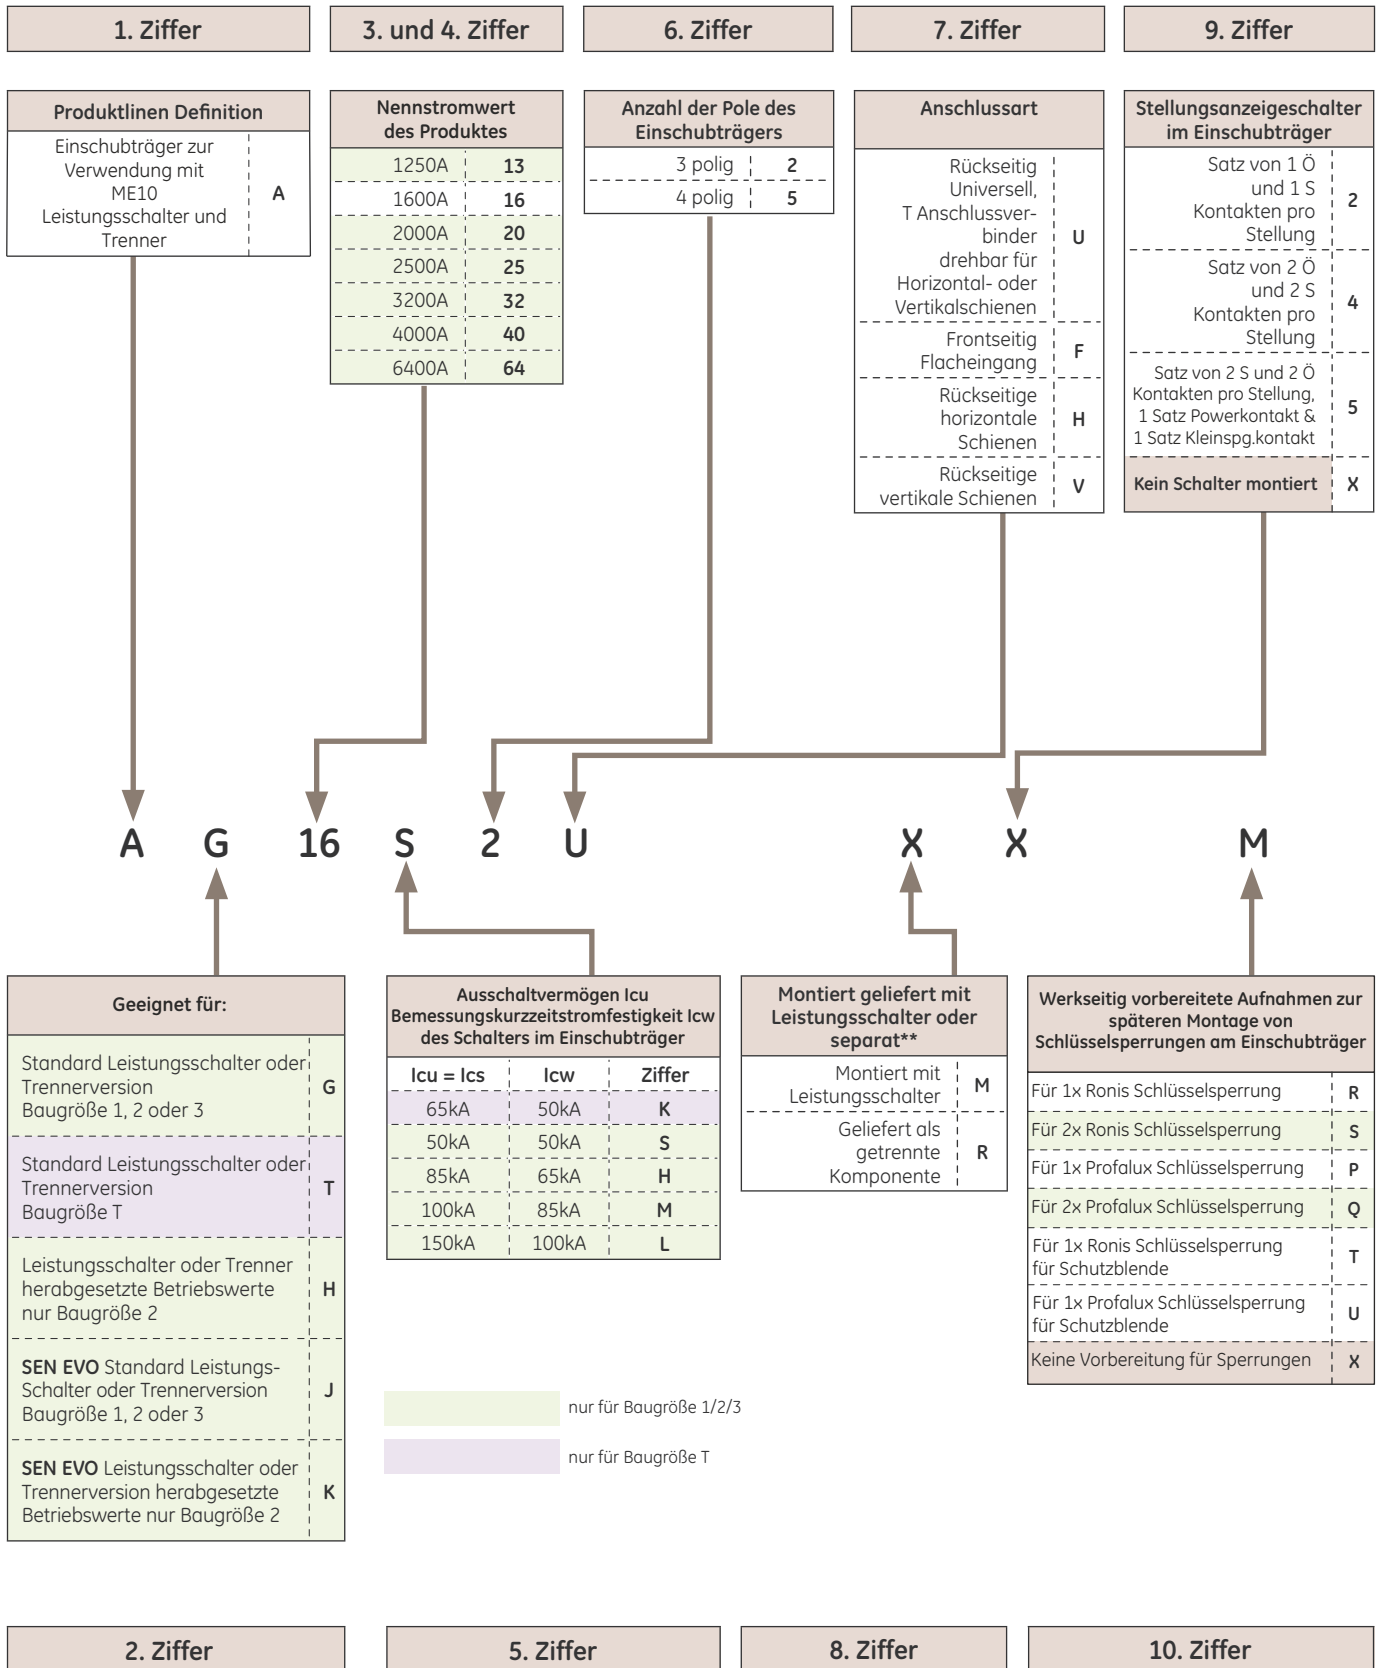 1. Ziffer
3. und 4. Ziffer
6. Ziffer
7. Ziffer
9. Ziffer
Produktlinen Definition
Einschubträger zur
Verwendung mit
ME10
Leistungsschalter und
Trenner
A
Nennstromwert
des Produktes
1250A 13
1600A 16
2000A 20
2500A 25
3200A 32
4000A 40
6400A 64
Anzahl der Pole des
Einschubträgers
3 polig 2
4 polig 5
Anschlussart
Rückseitig
Universell,
T Anschlussver-
binder
drehbar für
Horizontal- oder
Vertikalschienen
U
Frontseitig
Flacheingang
F
Rückseitige
horizontale
Schienen
H
Rückseitige
vertikale Schienen
V
Stellungsanzeigeschalter
im Einschubträger
Satz von 1 Ö
und 1 S
Kontakten pro
Stellung
2
Satz von 2 Ö
und 2 S
Kontakten pro
Stellung
4
Satz von 2 S und 2 Ö
Kontakten pro Stellung,
1 Satz Powerkontakt &
1 Satz Kleinspg.kontakt
5
Kein Schalter montiert X
A G 16 S 2 U X X M
Geeignet für:
Standard Leistungsschalter oder
Trennerversion
Baugröße 1, 2 oder 3
G
Standard Leistungsschalter oder
Trennerversion
Baugröße T
T
Leistungsschalter oder Trenner
herabgesetzte Betriebswerte
nur Baugröße 2
H
SEN EVO Standard Leistungs-
Schalter oder Trennerversion
Baugröße 1, 2 oder 3
J
SEN EVO Leistungsschalter oder
Trennerversion herabgesetzte
Betriebswerte nur Baugröße 2
K
Ausschaltvermögen Icu
Bemessungskurzzeitstromfestigkeit Icw
des Schalters im Einschubträger
Icu = Ics Icw Ziffer
65kA 50kA K
50kA 50kA S
85kA 65kA H
100kA 85kA M
150kA 100kA L
nur für Baugröße 1/2/3
nur für Baugröße T
Montiert geliefert mit
Leistungsschalter oder
separat**
Montiert mit
Leistungsschalter
M
Geliefert als
getrennte
Komponente
R
Werkseitig vorbereitete Aufnahmen zur
späteren Montage von
Schlüsselsperrungen am Einschubträger
Für 1x Ronis Schlüsselsperrung R
Für 2x Ronis Schlüsselsperrung S
Für 1x Profalux Schlüsselsperrung P
Für 2x Profalux Schlüsselsperrung Q
Für 1x Ronis Schlüsselsperrung
für Schutzblende
T
Für 1x Profalux Schlüsselsperrung
für Schutzblende
U
Keine Vorbereitung für Sperrungen X
2. Ziffer
5. Ziffer
8. Ziffer
10. Ziffer